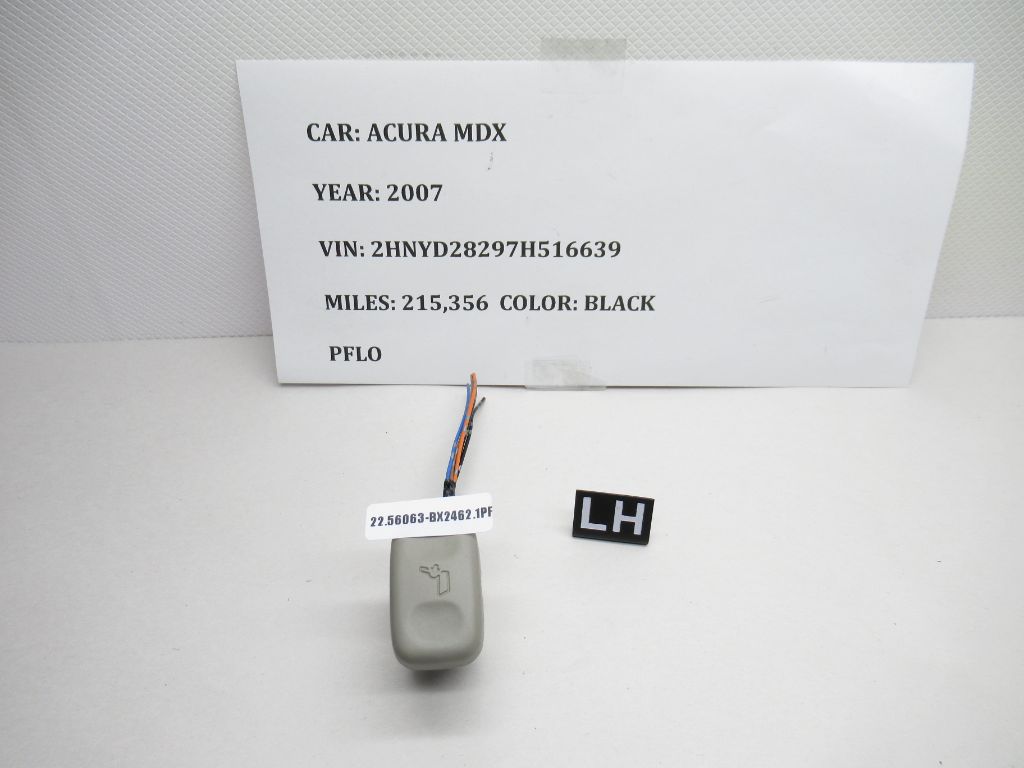 CAR: ACURA MDX
YEAR: 2007
VIN: 2HNYD28297H516639
MILES: 215,356 COLOR: BLACK
PFLO
22.56063-BX2462.1PF
LH